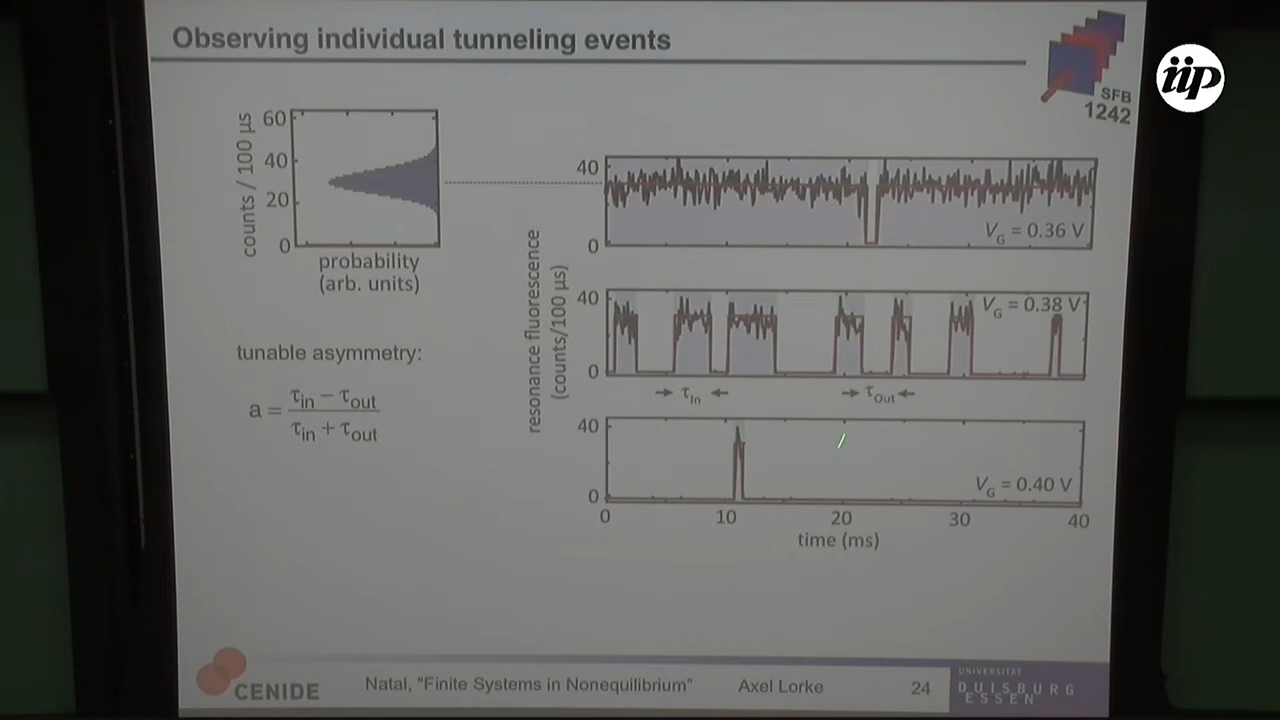 Observing individual tunneling events
iip
SFB
1242
60
40
20
0
counts / 100 µs
probability
(arb. units)
tunable asymmetry:
a = τin − τout / τin + τout
resonance fluorescence
(counts/100 µs)
40
0
VG = 0.36 V
40
0
VG = 0.38 V
τIn
τOut
40
0
VG = 0.40 V
0 10 20 30 40
time (ms)
CENIDE
Natal, "Finite Systems in Nonequilibrium" Axel Lorke 24
UNIVERSITÄT
DUISBURG
ESSEN